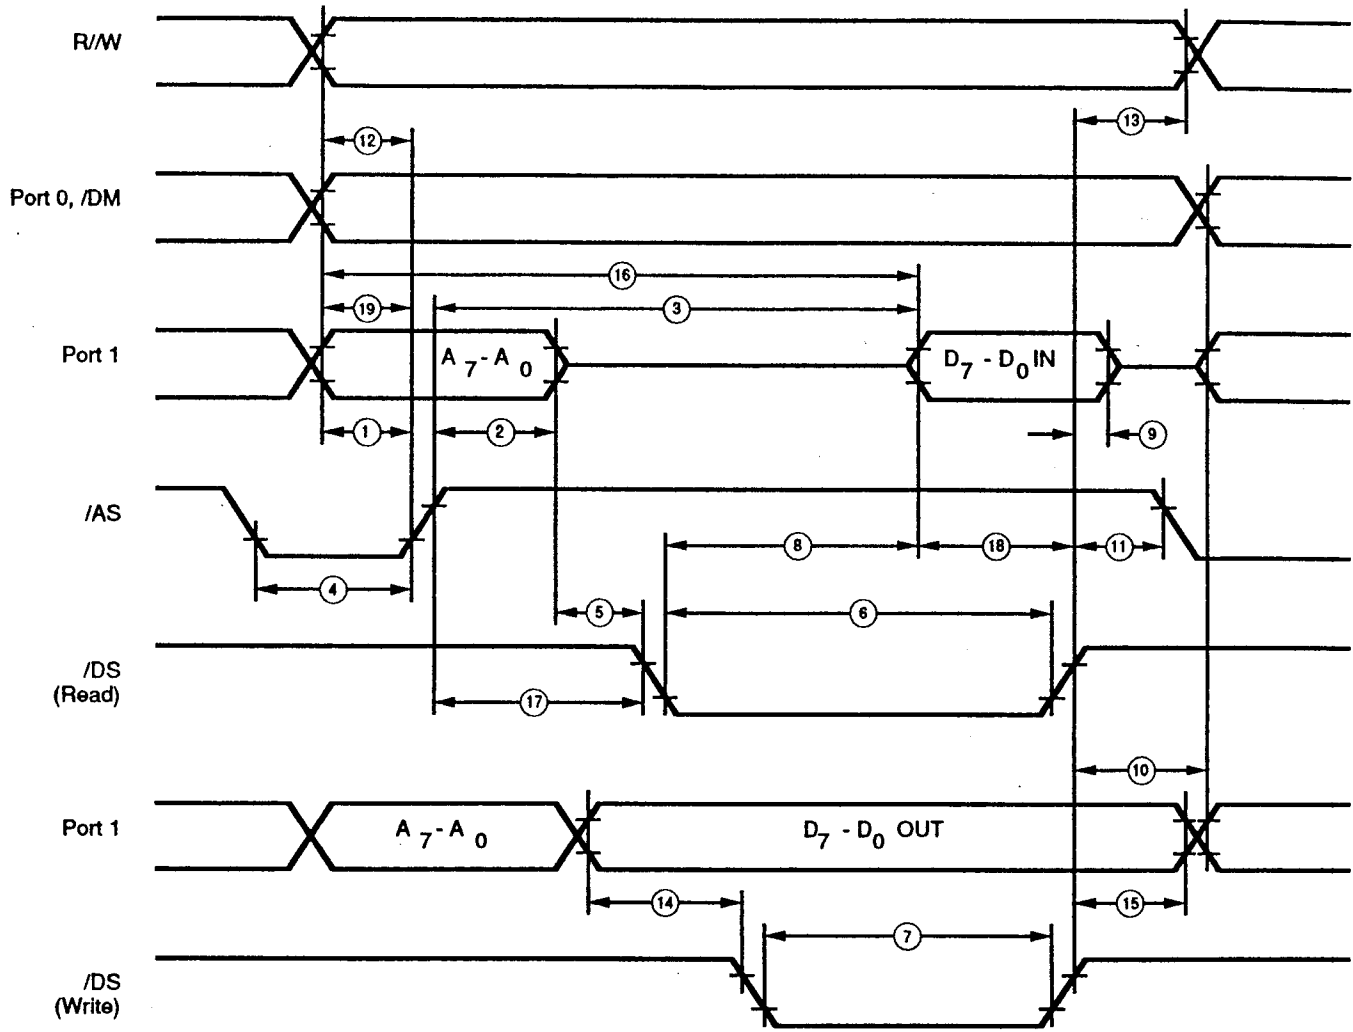 R//W
13
12
Port 0, /DM
16
19
3
Port 1
A7-A0
D7 - D0 IN
1
2
9
/AS
8
18
11
4
5
6
/DS
(Read)
17
10
Port 1
A7-A0
D7 - D0 OUT
14
15
7
/DS
(Write)